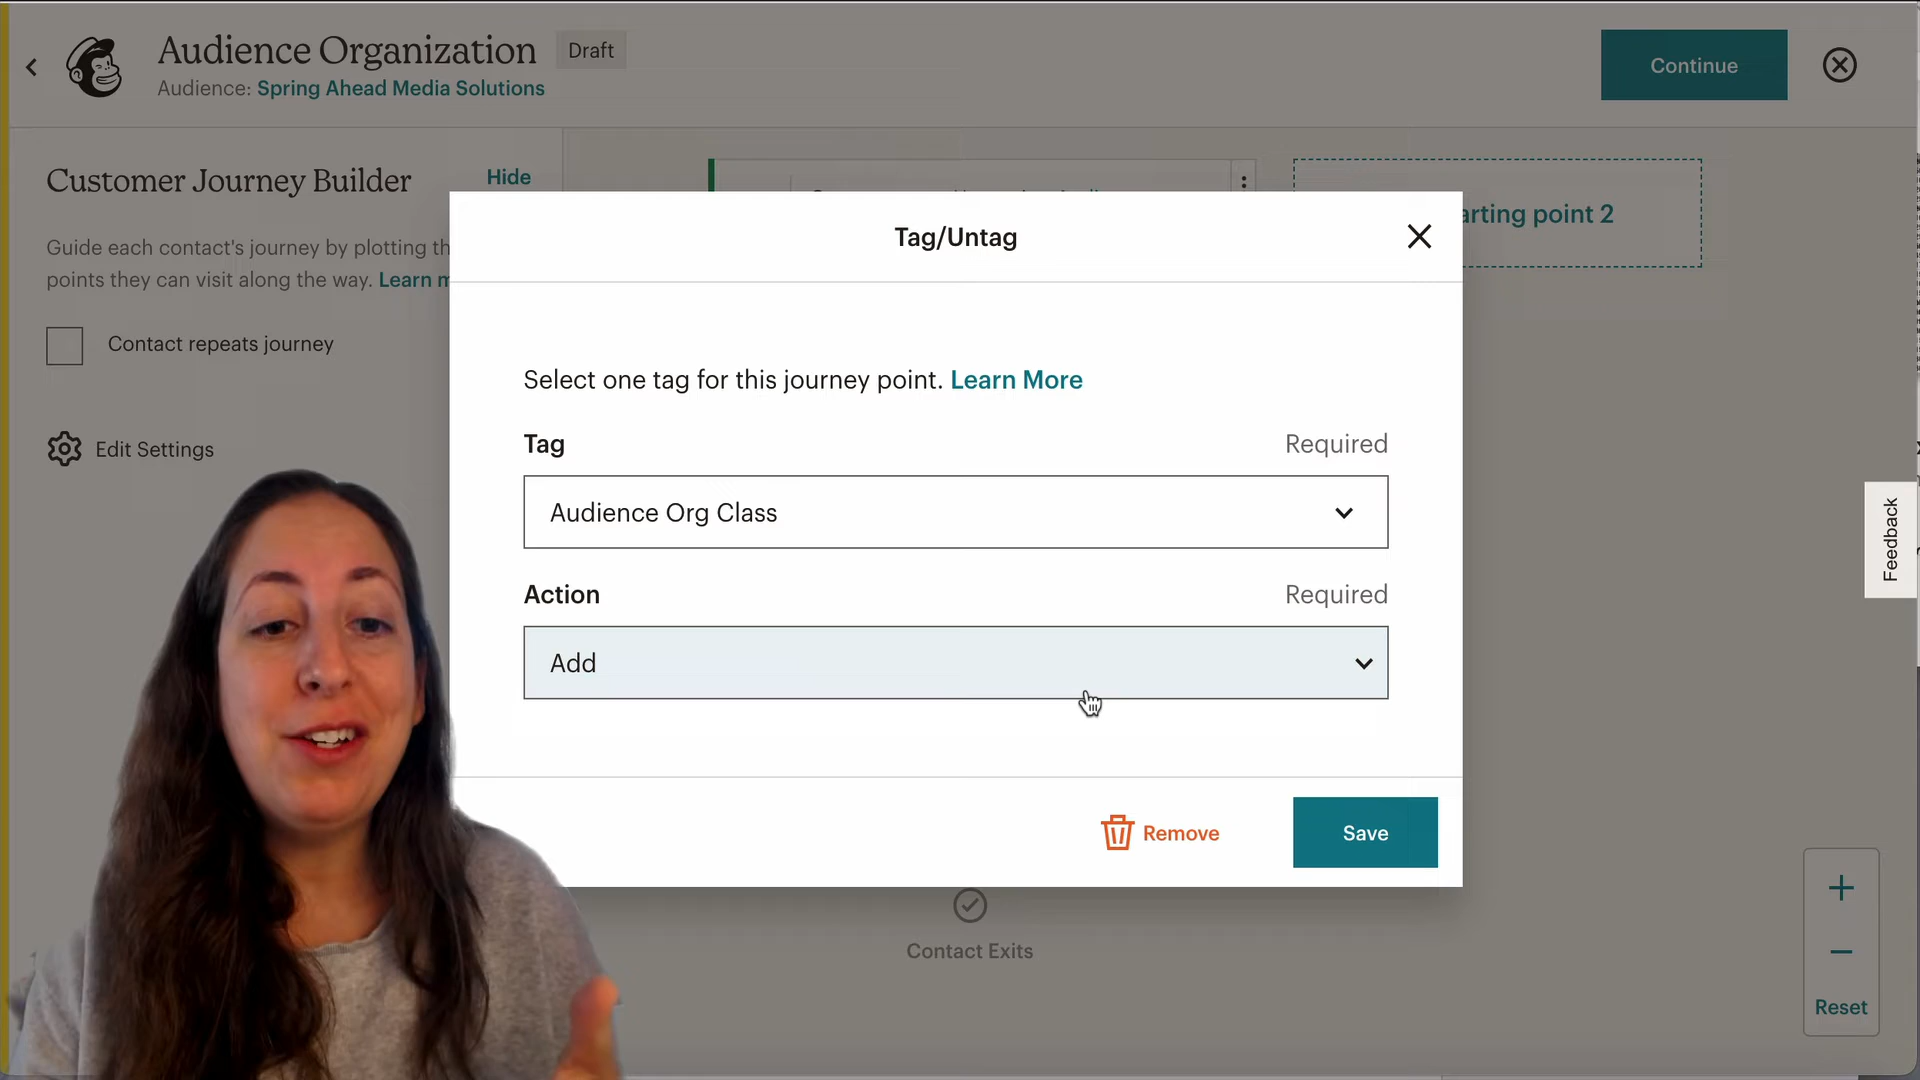 Audience Organization
Draft
Audience: Spring Ahead Media Solutions
Continue
Customer Journey Builder
Hide
Guide each contact's journey by plotting
points they can visit along the way. Learn
Contact repeats journey
Edit Settings
arting point 2
Tag/Untag
Select one tag for this journey point. Learn More
Tag
Required
Audience Org Class
Action
Required
Add
Remove
Save
Contact Exits
Feedback
Reset